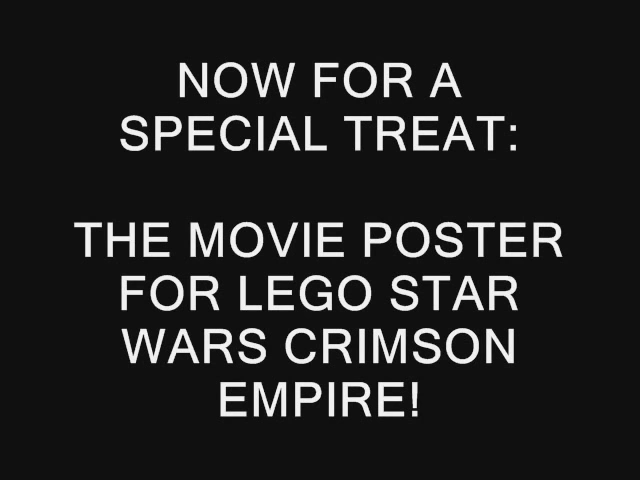 NOW FOR A
SPECIAL TREAT:
THE MOVIE POSTER
FOR LEGO STAR
WARS CRIMSON
EMPIRE!